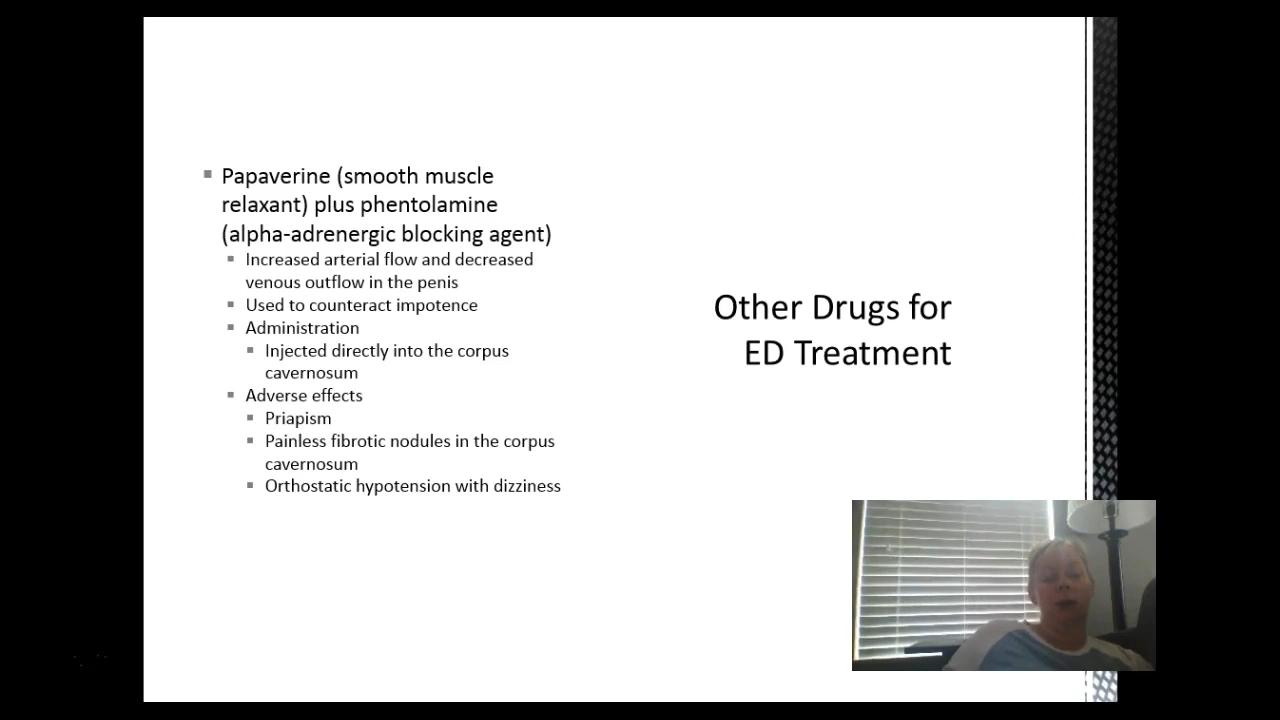 Papaverine (smooth muscle
relaxant) plus phentolamine
(alpha-adrenergic blocking agent)
Increased arterial flow and decreased
venous outflow in the penis
Used to counteract impotence
Administration
Injected directly into the corpus
cavernosum
Adverse effects
Priapism
Painless fibrotic nodules in the corpus
cavernosum
Orthostatic hypotension with dizziness
Other Drugs for
ED Treatment